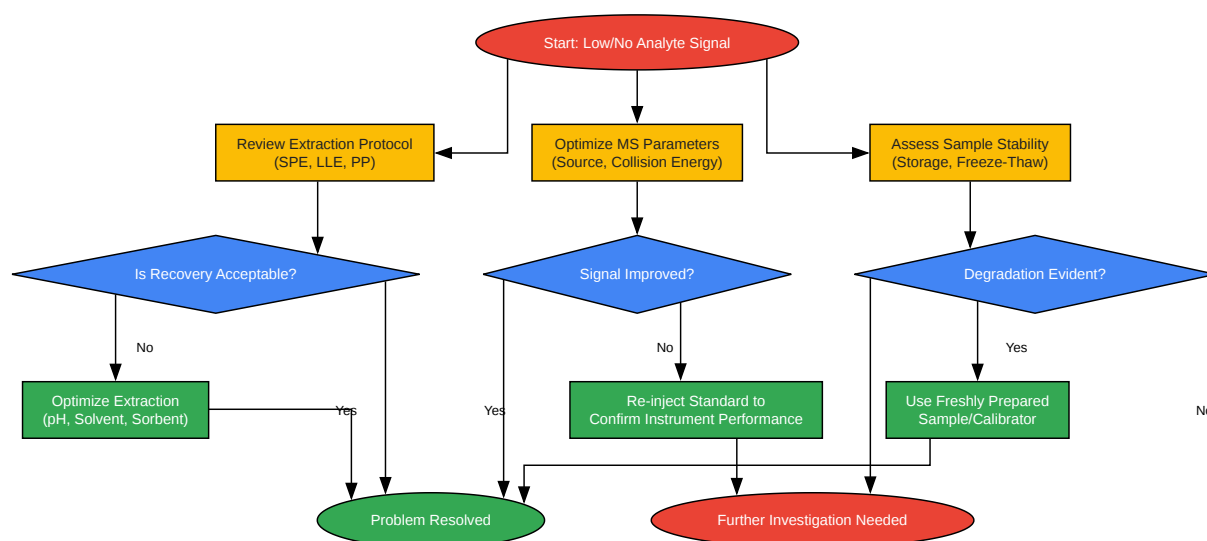 Start: Low/No Analyte Signal
Review Extraction Protocol
(SPE, LLE, PP)
Optimize MS Parameters
(Source, Collision Energy)
Assess Sample Stability
(Storage, Freeze-Thaw)
Is Recovery Acceptable?
Signal Improved?
Degradation Evident?
No
No
Yes
Optimize Extraction
(pH, Solvent, Sorbent)
Yes
Yes
Re-inject Standard to
Confirm Instrument Performance
Use Freshly Prepared
Sample/Calibrator
Problem Resolved
Further Investigation Needed